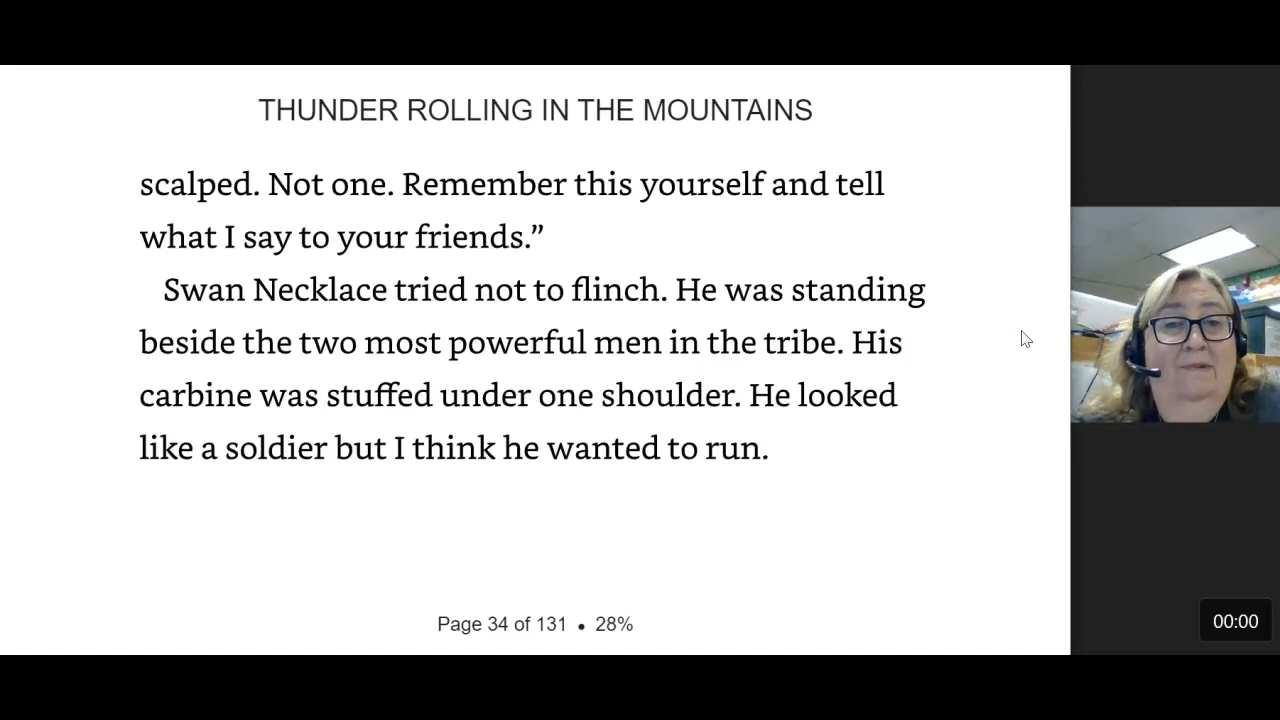 THUNDER ROLLING IN THE MOUNTAINS
scalped. Not one. Remember this yourself and tell
what I say to your friends.”
Swan Necklace tried not to flinch. He was standing
beside the two most powerful men in the tribe. His
carbine was stuffed under one shoulder. He looked
like a soldier but I think he wanted to run.
Page 34 of 131 • 28%
00:00